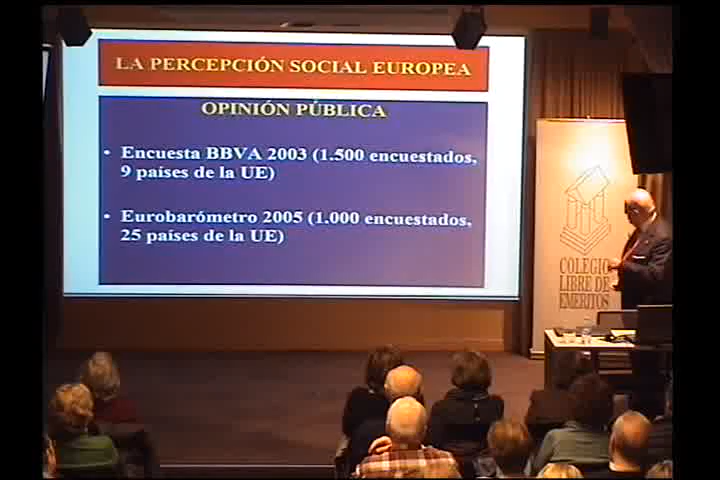 LA PERCEPCIÓN SOCIAL EUROPEA
OPINIÓN PÚBLICA
• Encuesta BBVA 2003 (1.500 encuestados,
9 países de la UE)
• Eurobarómetro 2005 (1.000 encuestados,
25 países de la UE)
COLEGIO
LIBRE DE
EMÉRITOS